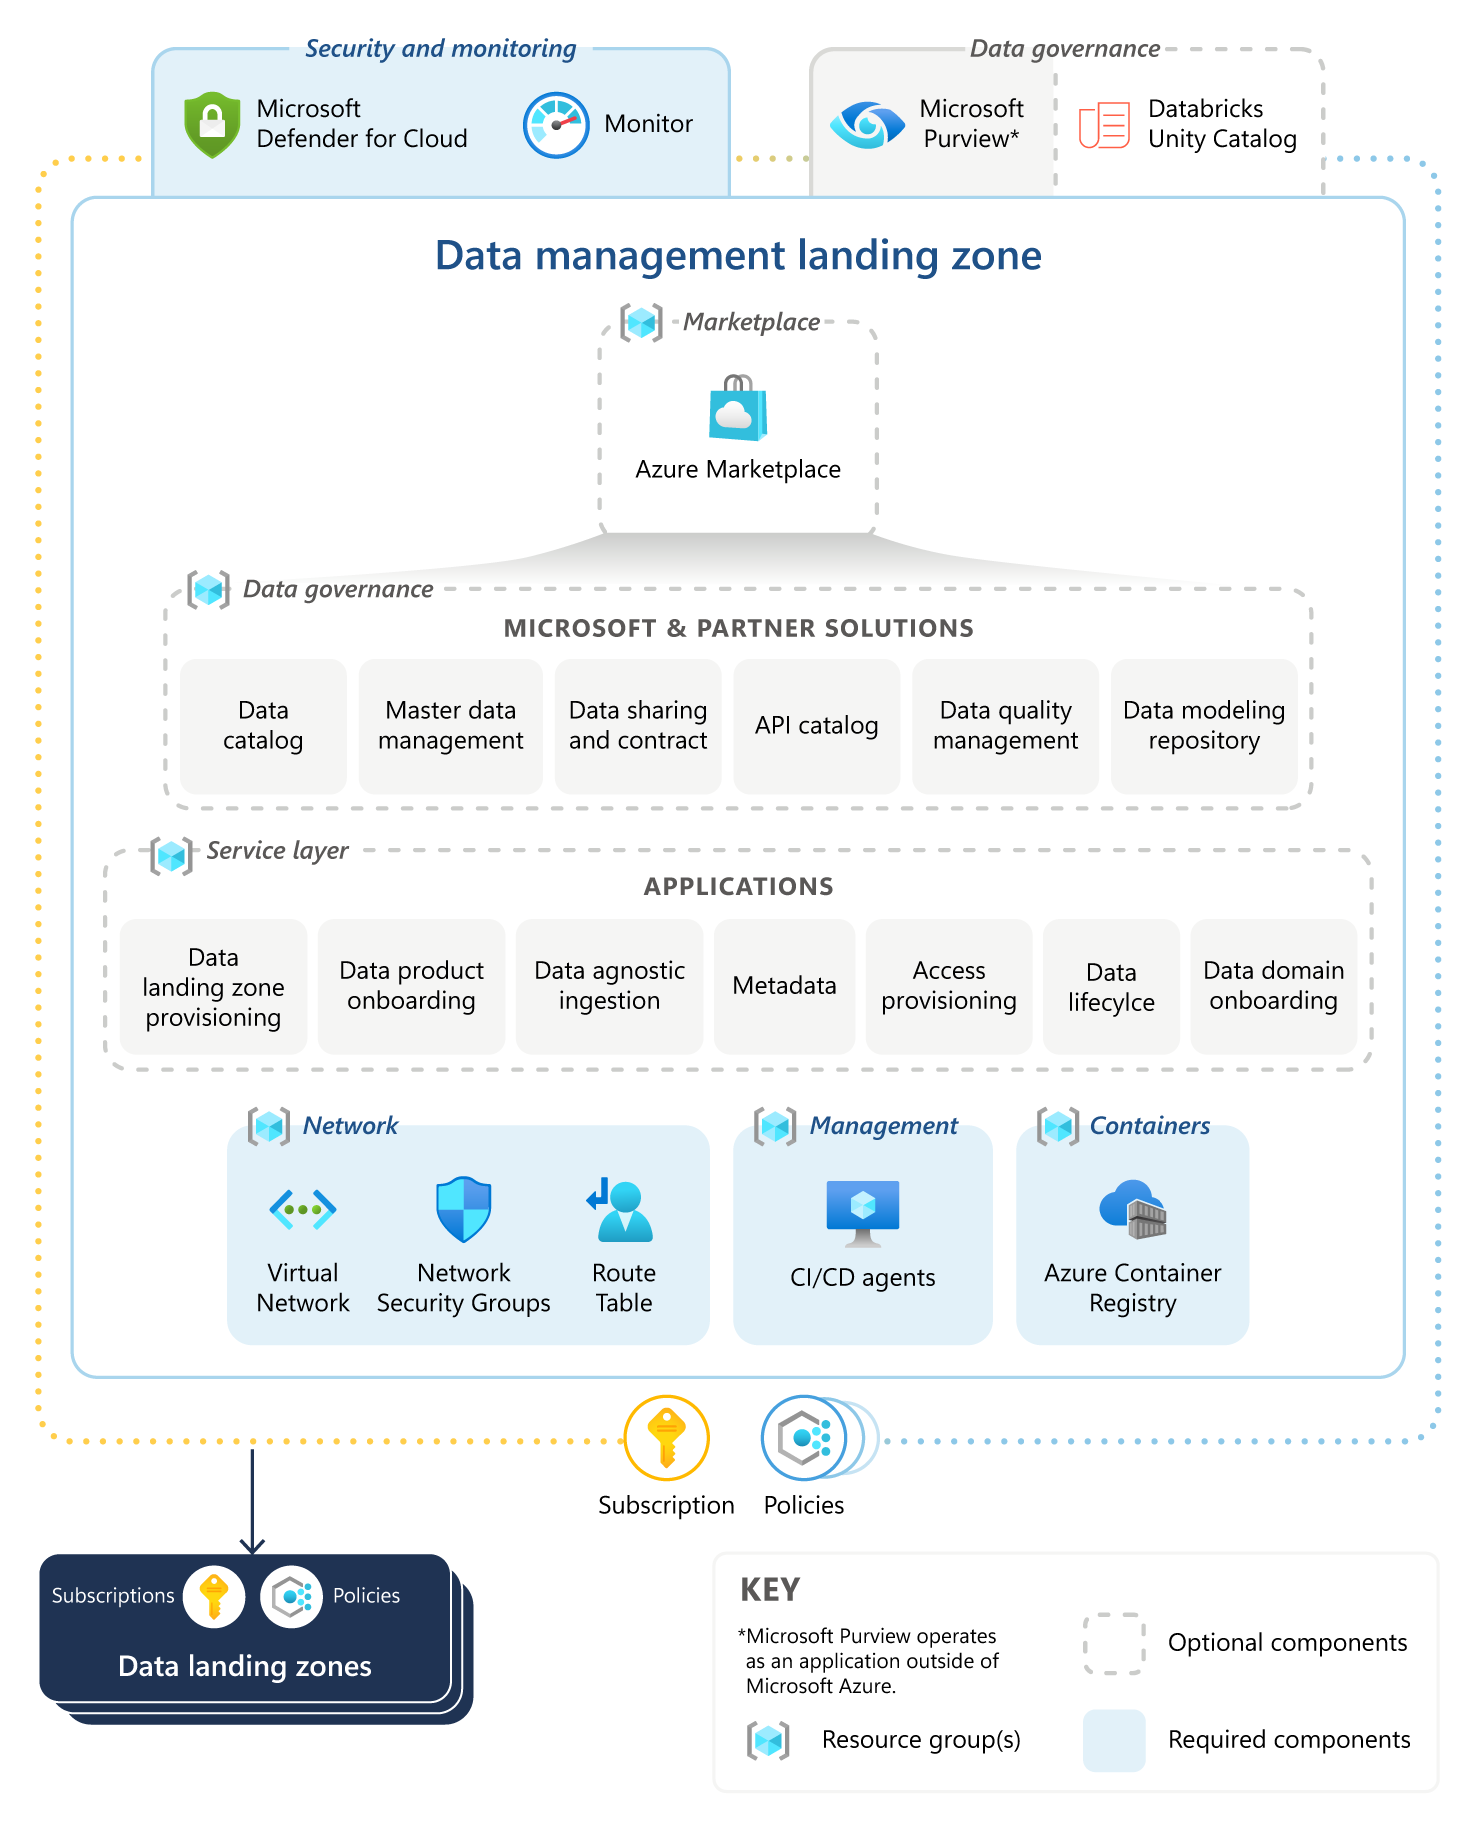 Security and monitoring
Microsoft
Defender for Cloud
Monitor
Data governance
Microsoft
Purview*
Databricks
Unity Catalog
Data management landing zone
Marketplace
Azure Marketplace
Data governance
MICROSOFT & PARTNER SOLUTIONS
Data
catalog
Master data
management
Data sharing
and contract
API catalog
Data quality
management
Data modeling
repository
Service layer
APPLICATIONS
Data
landing zone
provisioning
Data product
onboarding
Data agnostic
ingestion
Metadata
Access
provisioning
Data
lifecylce
Data domain
onboarding
Network
Virtual
Network
Network
Security Groups
Route
Table
Management
CI/CD agents
Containers
Azure Container
Registry
Subscription
Policies
Subscriptions
Policies
Data landing zones
KEY
*Microsoft Purview operates
as an application outside of
Microsoft Azure.
Resource group(s)
Optional components
Required components